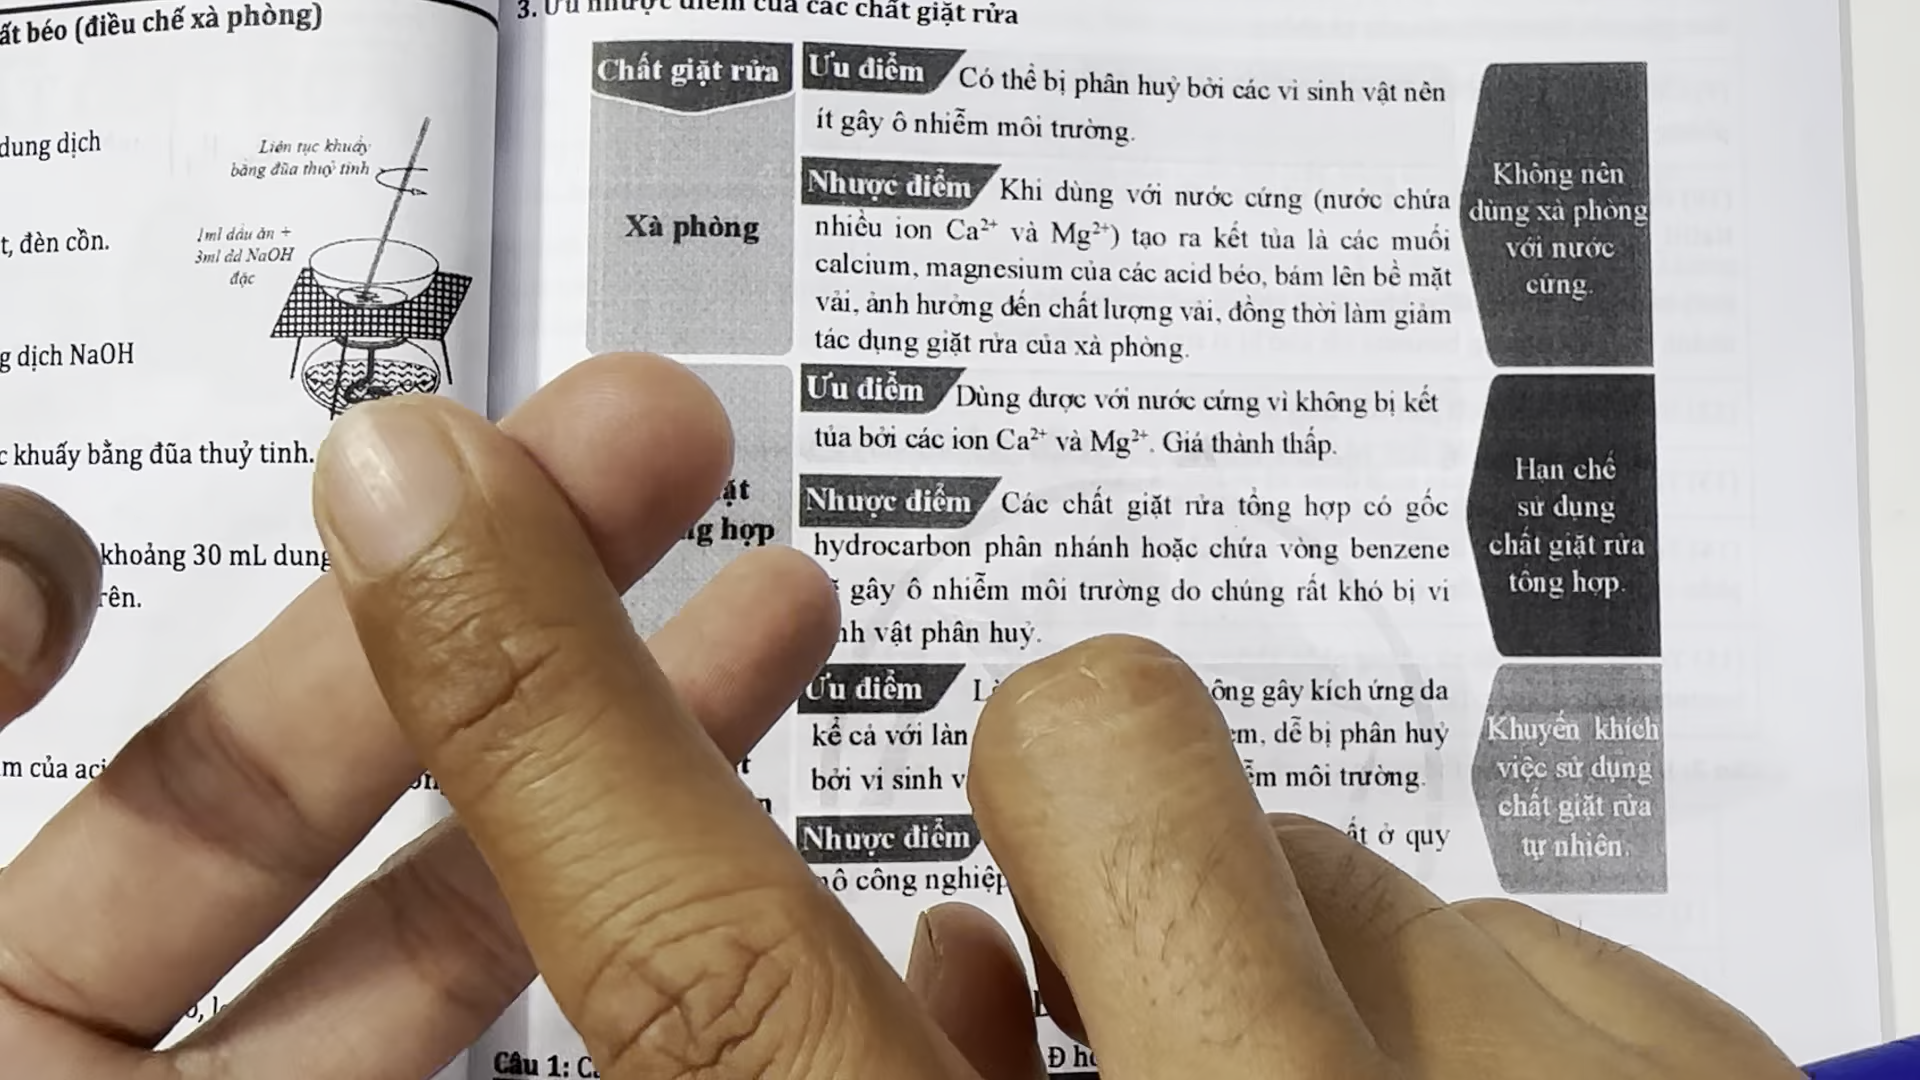 ất béo (điều chế xà phòng)
dung dịch
Liên tục khuấy
bằng đũa thuỷ tinh
t, đèn cồn.
1ml dầu ăn +
3ml dd NaOH
đặc
g dịch NaOH
c khuấy bằng đũa thuỷ tinh.
khoảng 30 mL dung
rên.
m của
3. Ưu nhược điểm của các chất giặt rửa
Chất giặt rửa
Xà phòng
Ưu điểm Có thể bị phân huỷ bởi các vi sinh vật nên
ít gây ô nhiễm môi trường.
Nhược điểm Khi dùng với nước cứng (nước chứa
nhiều ion Ca²⁺ và Mg²⁺) tạo ra kết tủa là các muối
calcium, magnesium của các acid béo, bám lên bề mặt
vải, ảnh hưởng đến chất lượng vải, đồng thời làm giảm
tác dụng giặt rửa của xà phòng.
Không nên
dùng xà phòng
với nước
cứng.
hợp
Ưu điểm Dùng được với nước cứng vì không bị kết
tủa bởi các ion Ca²⁺ và Mg²⁺. Giá thành thấp.
Nhược điểm Các chất giặt rửa tổng hợp có gốc
hydrocarbon phân nhánh hoặc chứa vòng benzene
gây ô nhiễm môi trường do chúng rất khó bị vi
nh vật phân huỷ.
Hạn chế
sử dụng
chất giặt rửa
tổng hợp.
Ưu điểm ông gây kích ứng da
kể cả với làn dễ bị phân huỷ
bởi vi sinh môi trường.
Nhược điểm ở quy
ô công nghiệp
Khuyến khích
việc sử dụng
chất giặt rửa
tự nhiên.
Câu 1: